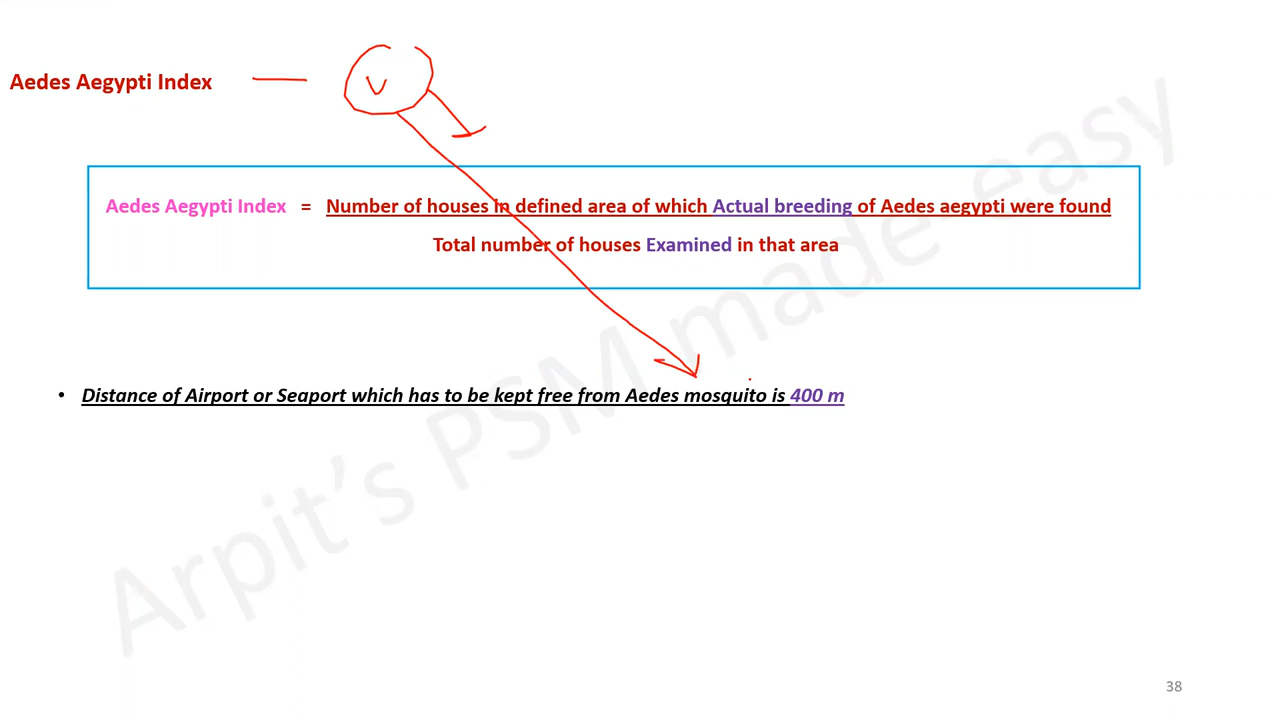 Aedes Aegypti Index
V
Aedes Aegypti Index = Number of houses in defined area of which Actual breeding of Aedes aegypti were found
Total number of houses Examined in that area
• Distance of Airport or Seaport which has to be kept free from Aedes mosquito is 400 m
Arpit's PSM made easy
38